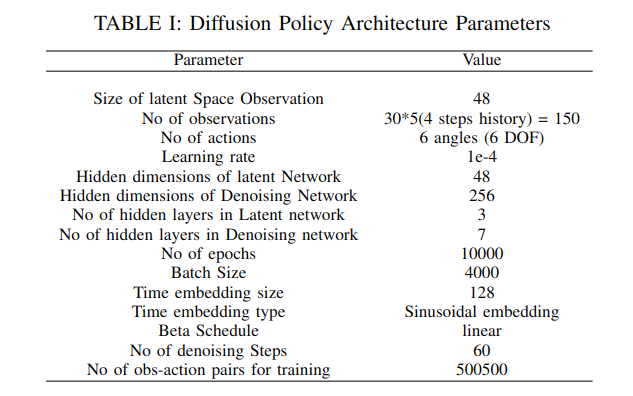 TABLE I: Diffusion Policy Architecture Parameters
Parameter Value
Size of latent Space Observation 48
No of observations 30*5(4 steps history) = 150
No of actions 6 angles (6 DOF)
Learning rate 1e-4
Hidden dimensions of latent Network 48
Hidden dimensions of Denoising Network 256
No of hidden layers in Latent network 3
No of hidden layers in Denoising network 7
No of epochs 10000
Batch Size 4000
Time embedding size 128
Time embedding type Sinusoidal embedding
Beta Schedule linear
No of denoising Steps 60
No of obs-action pairs for training 500500